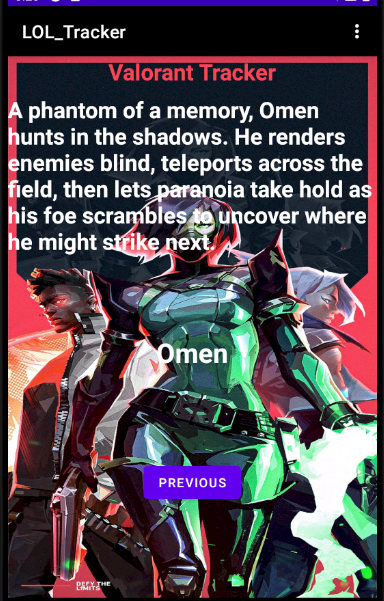 LOL_Tracker
Valorant Tracker
A phantom of a memory, Omen
hunts in the shadows. He renders
enemies blind, teleports across the
field, then lets paranoia take hold as
his foe scrambles to uncover where
he might strike next.
Omen
PREVIOUS
DEFY THE
LIMITS